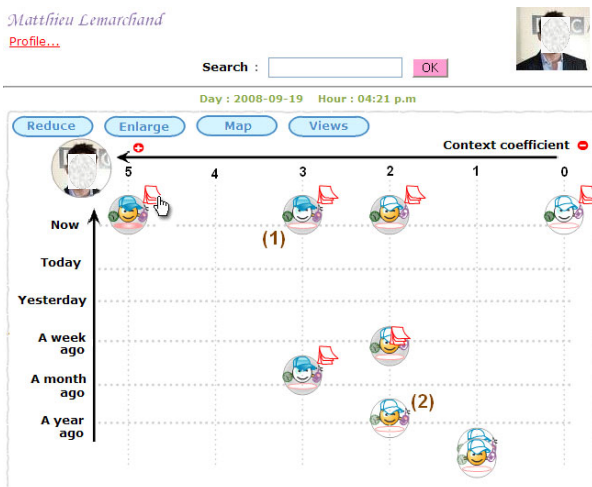 Matthieu Lemarchand
Profile...
Search : OK
Day : 2008-09-19 Hour : 04:21 p.m
Reduce Enlarge Map Views
Context coefficient
5 4 3 2 1 0
Now
(1)
Today
Yesterday
A week
ago
A month
ago
(2)
A year
ago